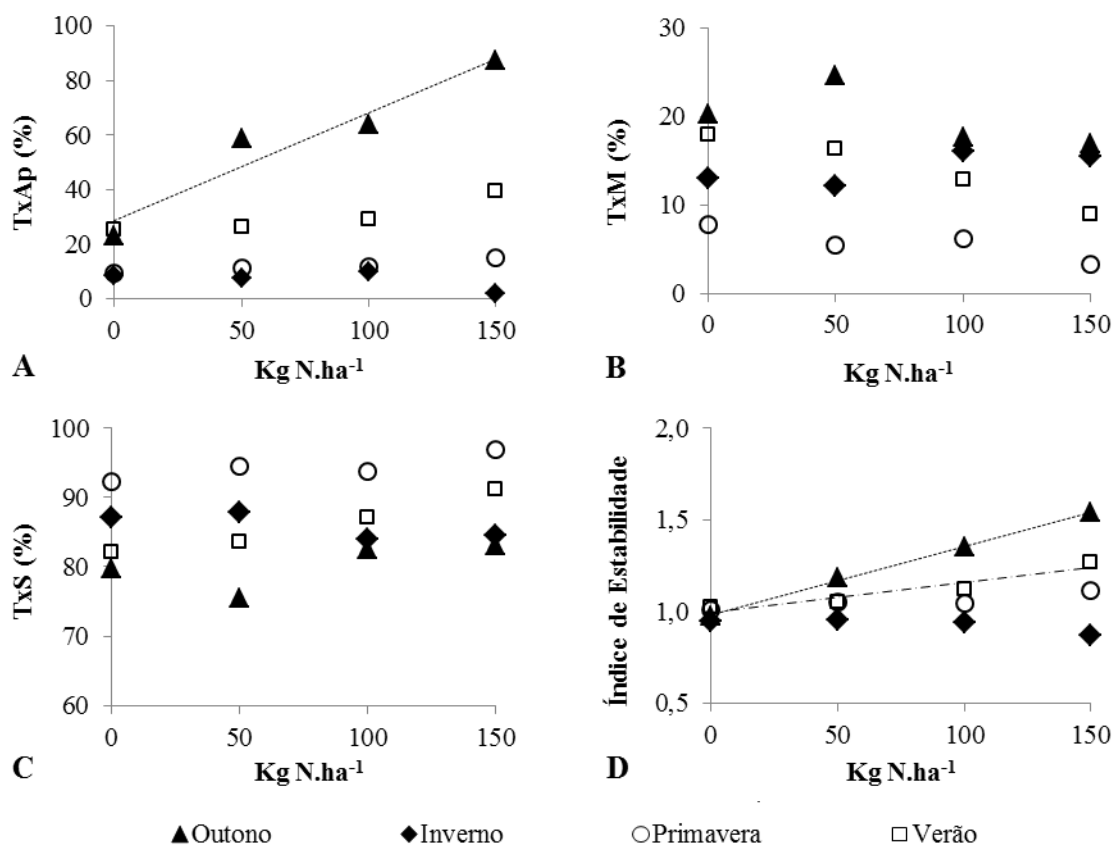 100
80
60
40
20
0
TxAp (%)
0 50 100 150
A
Kg N.ha⁻¹
30
20
10
0
TxM (%)
0 50 100 150
B
Kg N.ha⁻¹
100
90
80
70
60
TxS (%)
0 50 100 150
C
Kg N.ha⁻¹
2,0
1,5
1,0
0,5
Índice de Estabilidade
0 50 100 150
D
Kg N.ha⁻¹
Outono Inverno Primavera Verão